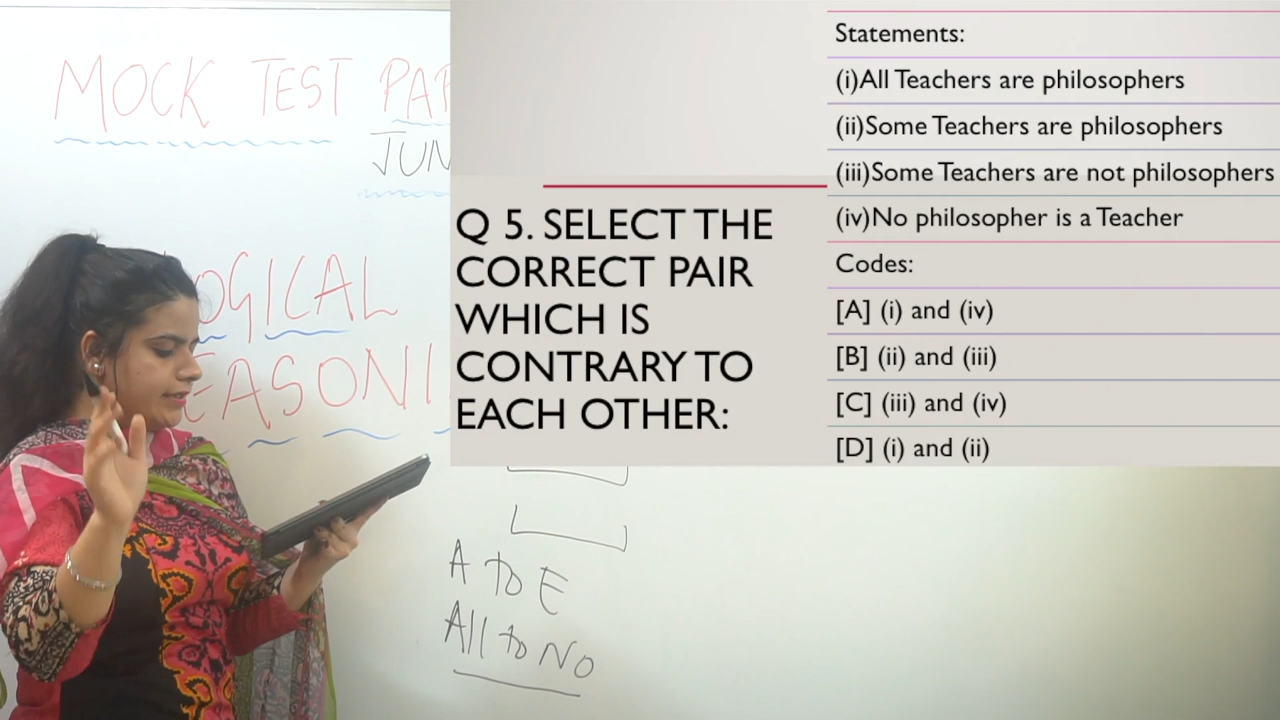 MOCK TEST PAP
JUN
OGICAL
EASONI
Q 5. SELECT THE
CORRECT PAIR
WHICH IS
CONTRARY TO
EACH OTHER:
Statements:
(i)All Teachers are philosophers
(ii)Some Teachers are philosophers
(iii)Some Teachers are not philosophers
(iv)No philosopher is a Teacher
Codes:
[A] (i) and (iv)
[B] (ii) and (iii)
[C] (iii) and (iv)
[D] (i) and (ii)
A to E
All to No